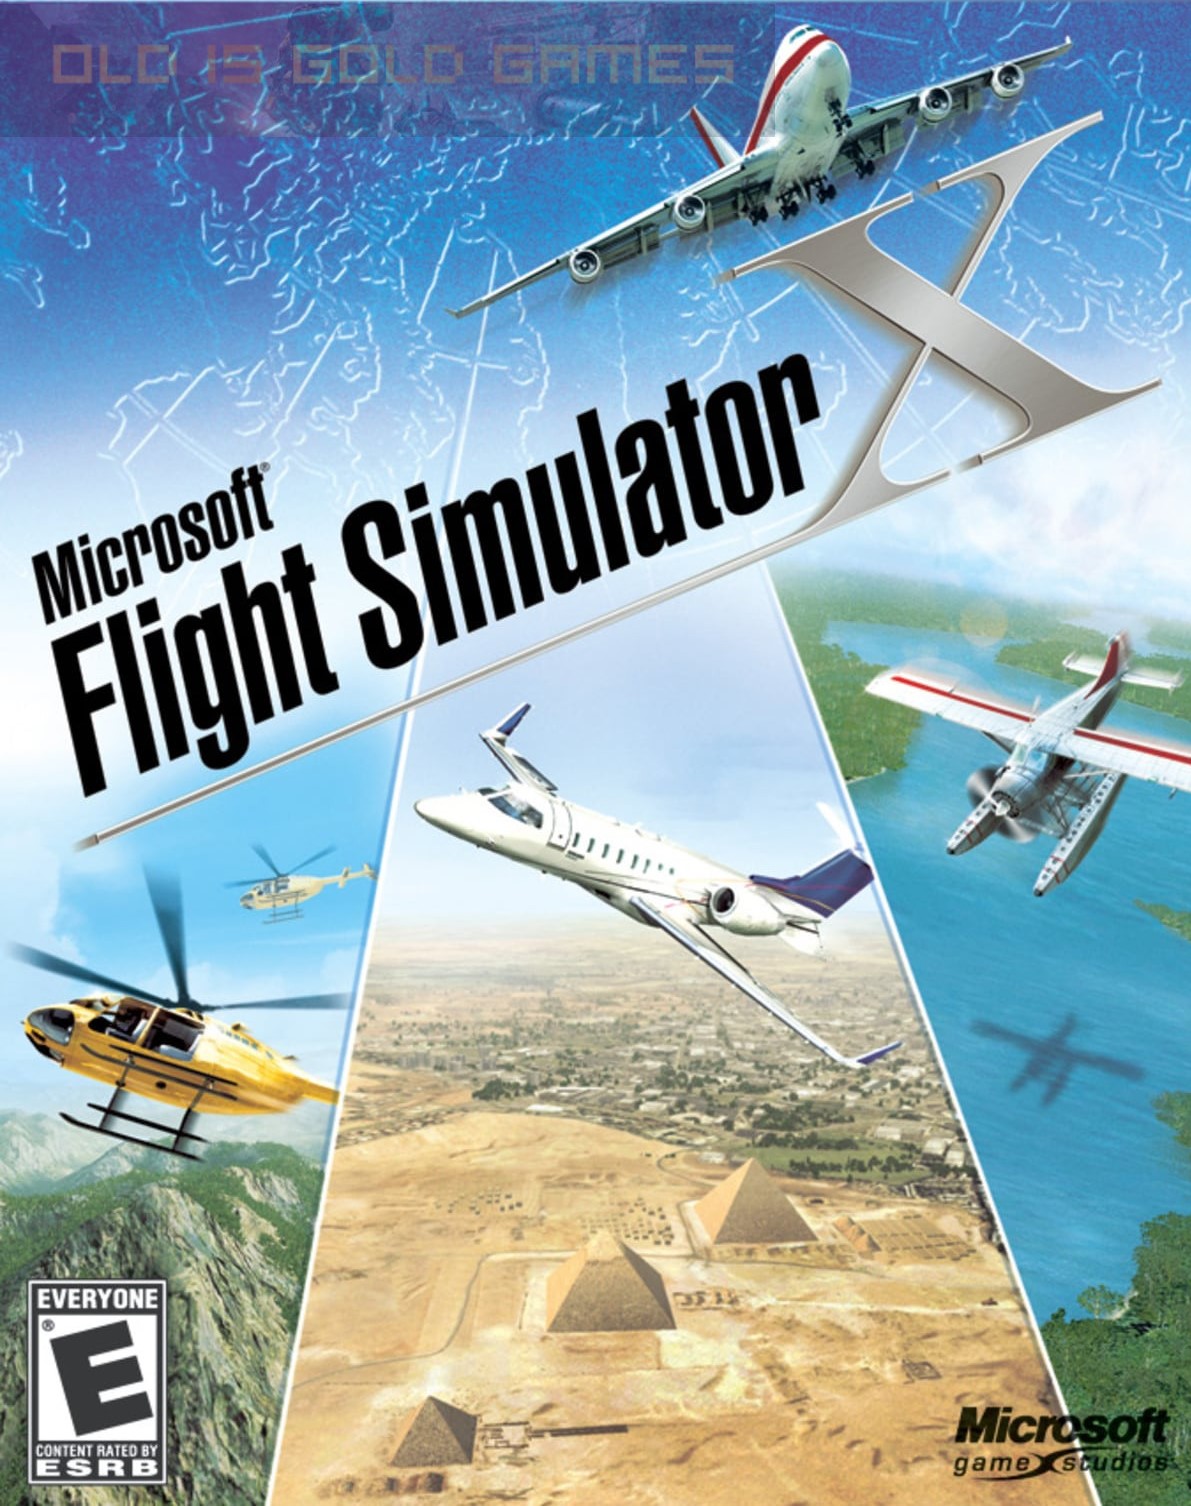 OLD IS GOLD GAMES
X
Microsoft®
Flight Simulator
EVERYONE
E®
CONTENT RATED BY
ESRB
Microsoft
game studios